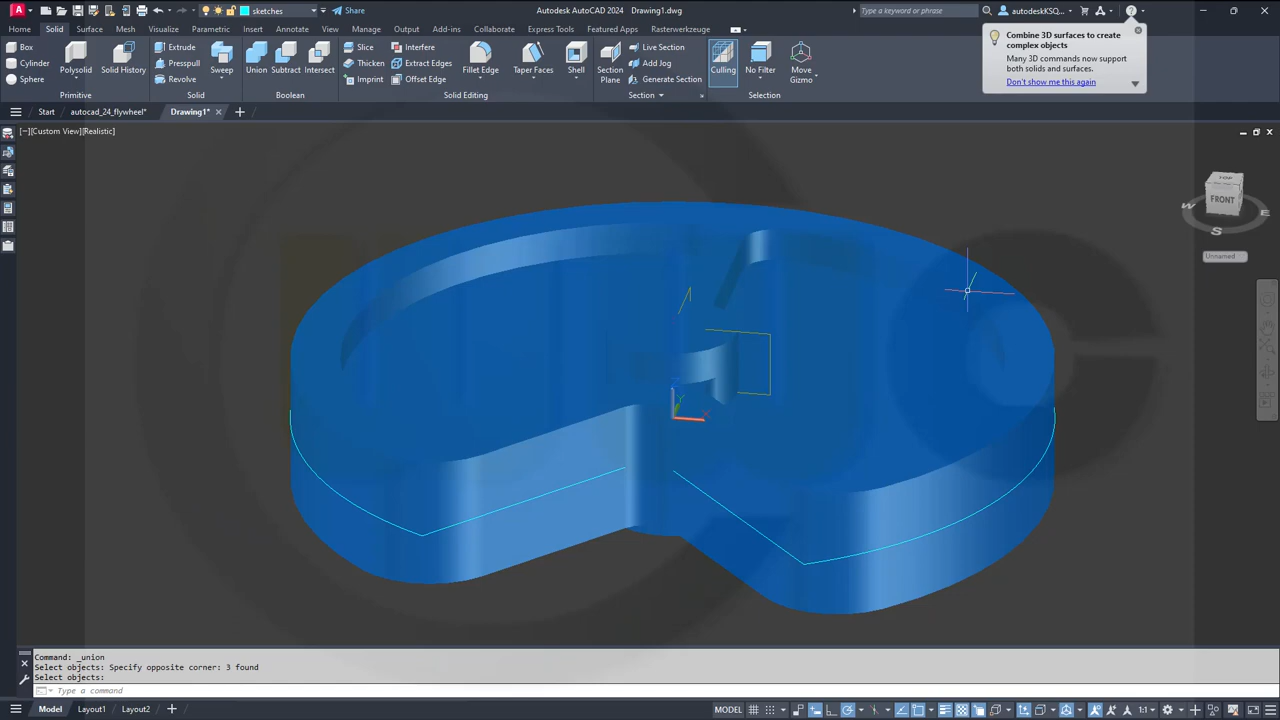 A
sketches
Share
Autodesk AutoCAD 2024 Drawing1.dwg
Type a keyword or phrase
autodeskKSQ...
Home Solid Surface Mesh Visualize Parametric Insert Annotate View Manage Output Add-ins Collaborate Express Tools Featured Apps Rasterwerkzeuge
Box
Cylinder
Sphere
Polysolid
Solid History
Primitive
Extrude
Presspull
Revolve
Sweep
Solid
Union
Subtract
Intersect
Boolean
Slice
Thicken
Imprint
Interfere
Extract Edges
Offset Edge
Fillet Edge
Taper Faces
Shell
Solid Editing
Section Plane
Live Section
Add Jog
Generate Section
Section
Culling
No Filter
Move Gizmo
Selection
Combine 3D surfaces to create
complex objects
Many 3D commands now support
both solids and surfaces.
Don't show me this again
Start autocad_24_flywheel* Drawing1*
[−][Custom View][Realistic]
TOP
FRONT
W
E
S
Unnamed
Z
Y
X
Command: _union
Select objects: Specify opposite corner: 3 found
Select objects:
Type a command
Model Layout1 Layout2
MODEL
1:1